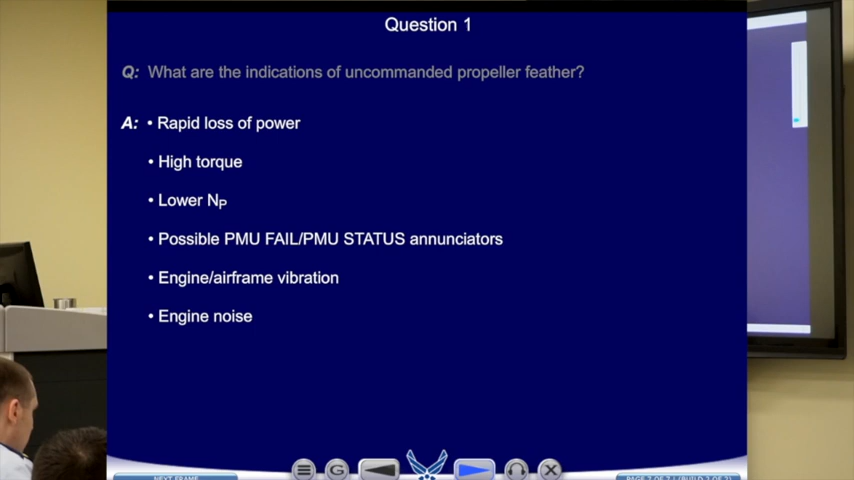 Question 1
Q: What are the indications of uncommanded propeller feather?
A: • Rapid loss of power
• High torque
• Lower NP
• Possible PMU FAIL/PMU STATUS annunciators
• Engine/airframe vibration
• Engine noise
G
NEXT FRAME